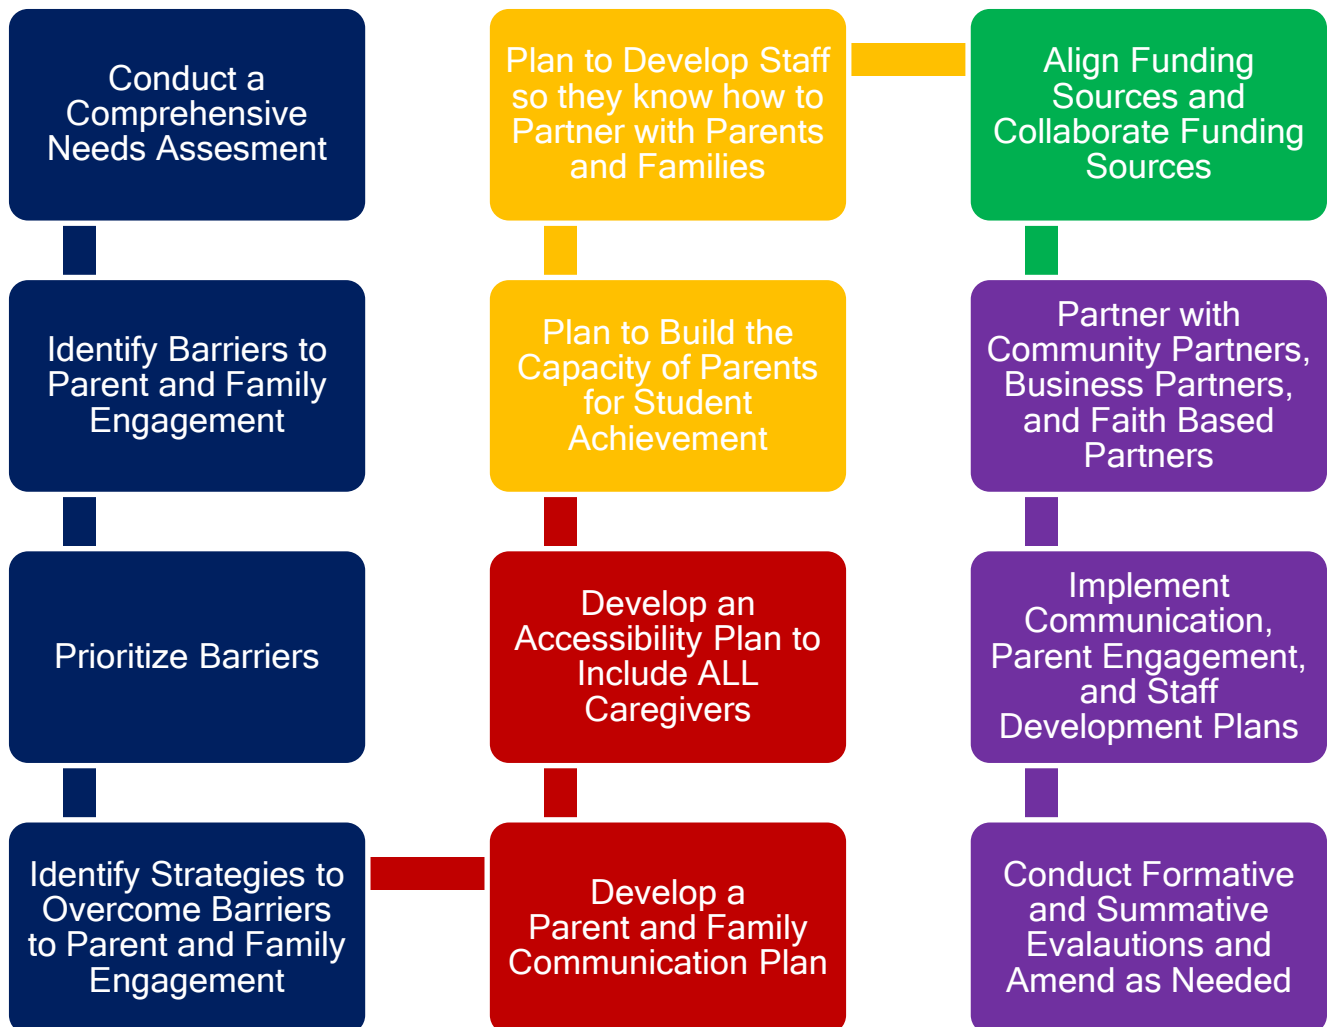 Conduct a
Comprehensive
Needs Assesment
Identify Barriers to
Parent and Family
Engagement
Prioritize Barriers
Identify Strategies to
Overcome Barriers
to Parent and Family
Engagement
Develop a
Parent and Family
Communication Plan
Develop an
Accessibility Plan to
Include ALL
Caregivers
Plan to Build the
Capacity of Parents
for Student
Achievement
Plan to Develop Staff
so they know how to
Partner with Parents
and Families
Align Funding
Sources and
Collaborate Funding
Sources
Partner with
Community Partners,
Business Partners,
and Faith Based
Partners
Implement
Communication,
Parent Engagement,
and Staff
Development Plans
Conduct Formative
and Summative
Evalautions and
Amend as Needed